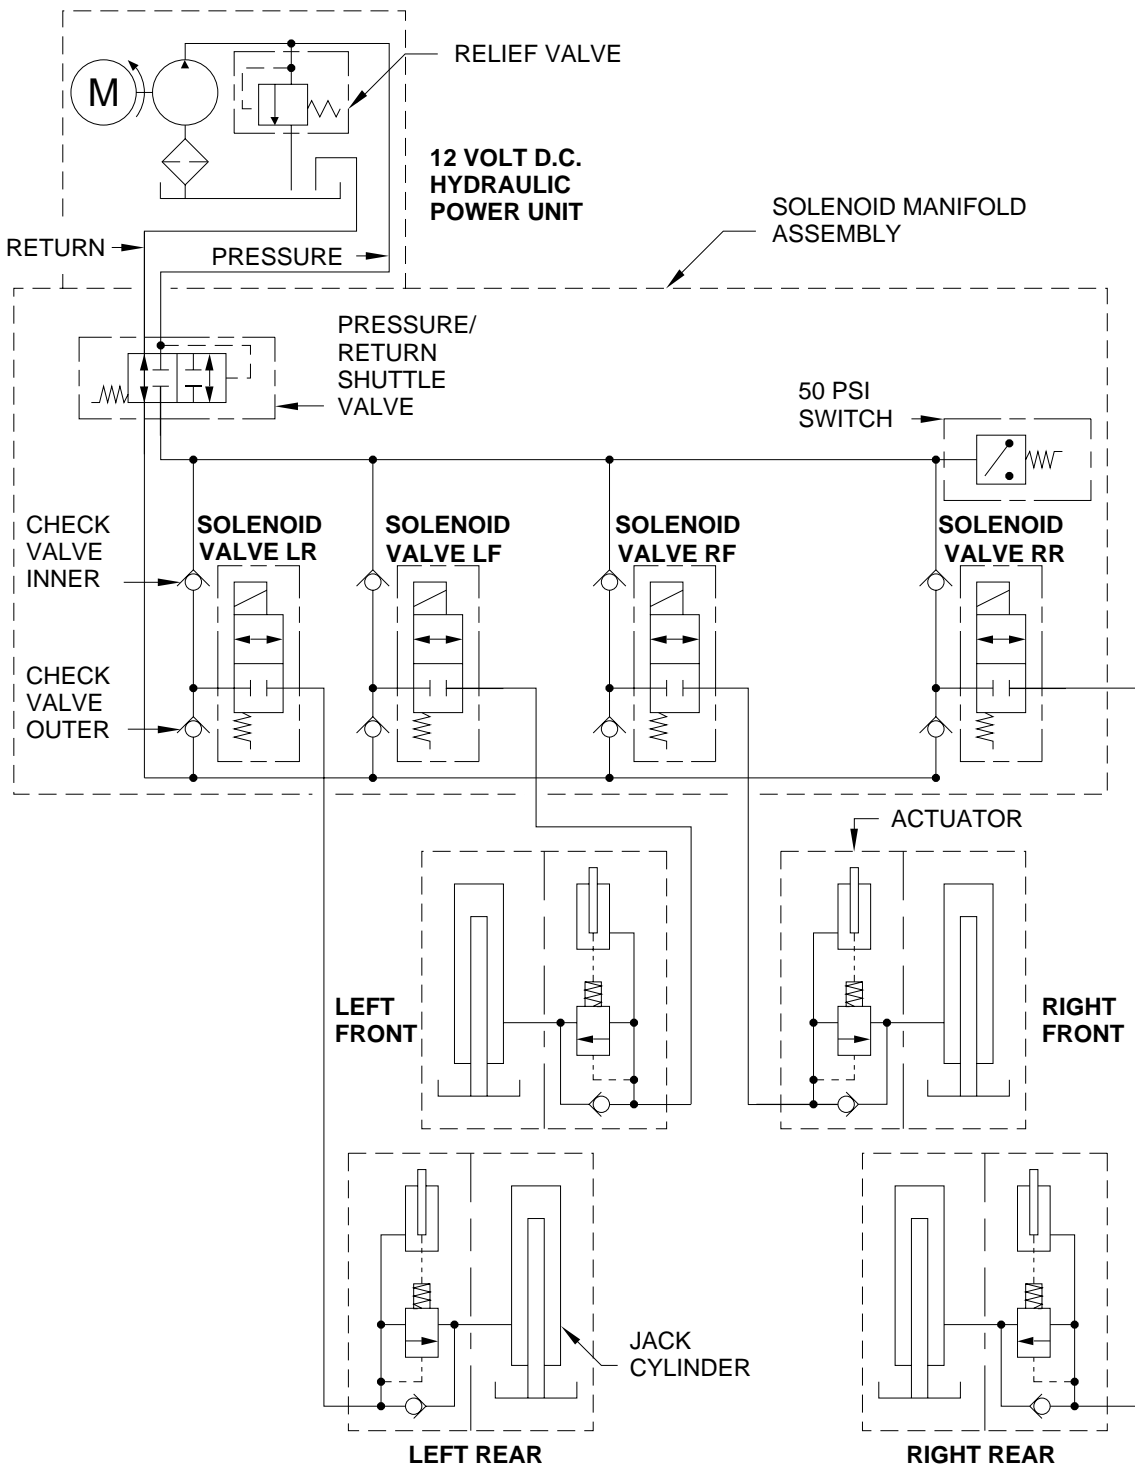 RELIEF VALVE
M
12 VOLT D.C.
HYDRAULIC
POWER UNIT
SOLENOID MANIFOLD
ASSEMBLY
RETURN
PRESSURE
PRESSURE/
RETURN
SHUTTLE
VALVE
50 PSI
SWITCH
CHECK
VALVE
INNER
SOLENOID
VALVE LR
SOLENOID
VALVE LF
SOLENOID
VALVE RF
SOLENOID
VALVE RR
CHECK
VALVE
OUTER
ACTUATOR
LEFT
FRONT
RIGHT
FRONT
JACK
CYLINDER
LEFT REAR
RIGHT REAR